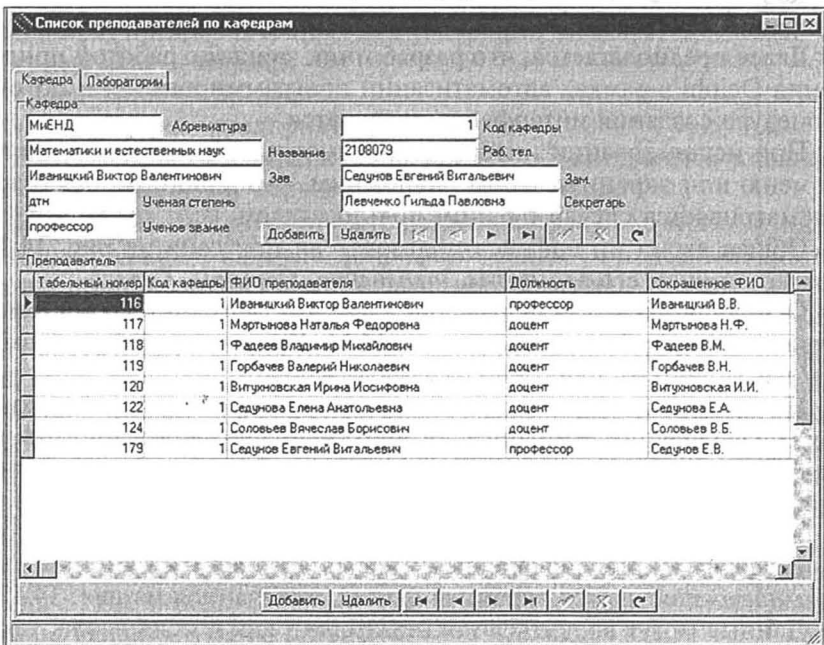 Список преподавателей по кафедрам
Кафедра Лаборатории
Кафедра
МиЕНД Абревиатура 1 Код кафедры
Математики и естественных наук Название 2108079 Раб. тел.
Иваницкий Виктор Валентинович Зав. Седунов Евгений Витальевич Зам.
дтн Ученая степень Левченко Гильда Павловна Секретарь
профессор Ученое звание Добавить Удалить
Преподаватель
Табельный номер Код кафедры ФИО преподавателя Должность Сокращенное ФИО
116 1 Иваницкий Виктор Валентинович профессор Иваницкий В.В.
117 1 Мартынова Наталья Федоровна доцент Мартынова Н.Ф.
118 1 Фадеев Владимир Михайлович доцент Фадеев В.М.
119 1 Горбачев Валерий Николаевич доцент Горбачев В.Н.
120 1 Витуховская Ирина Иосифовна доцент Витуховская И.И.
122 1 Седунова Елена Анатольевна доцент Седунова Е.А.
124 1 Соловьев Вячеслав Борисович доцент Соловьев В.Б.
179 1 Седунов Евгений Витальевич профессор Седунов Е.В.
Добавить Удалить